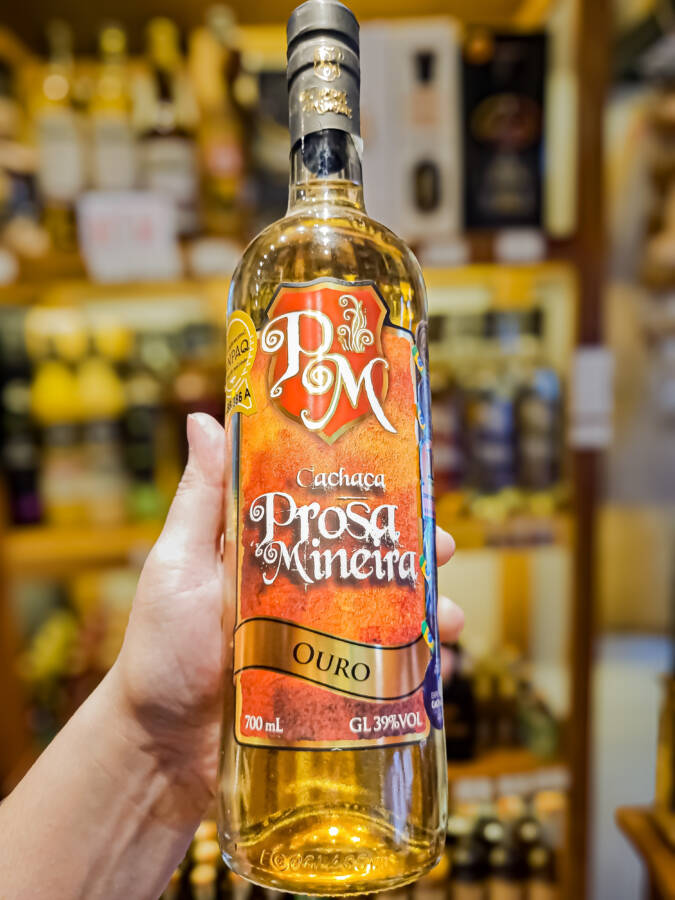 PM
Cachaça
Prosa
Mineira
OURO
700 mL
GL 39%VOL